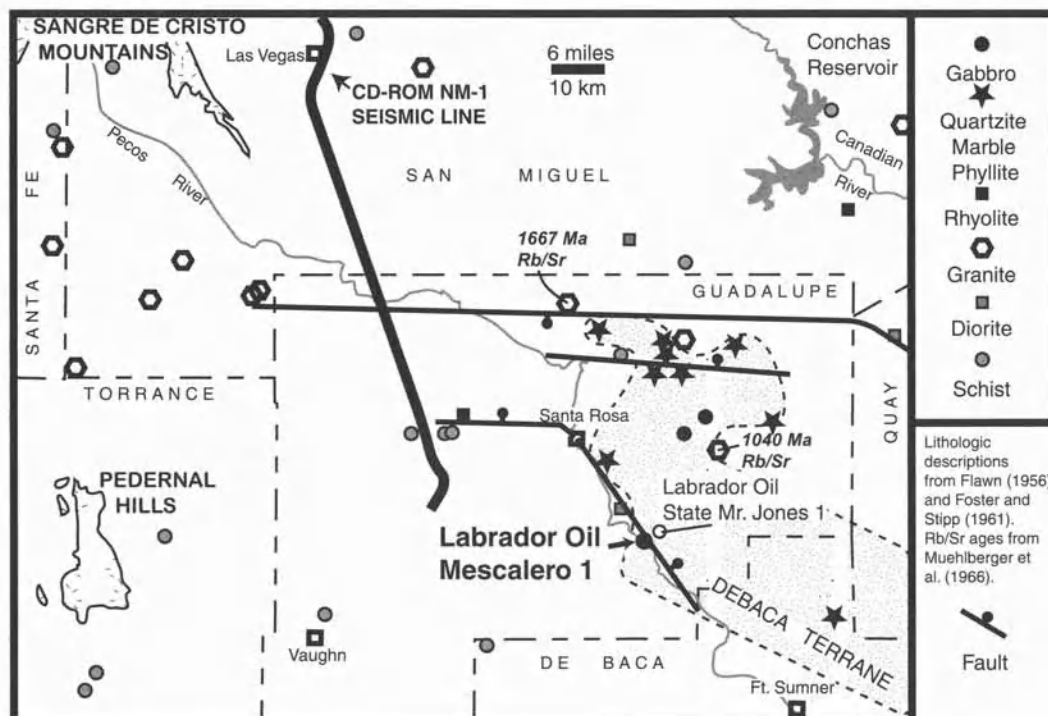 SANGRE DE CRISTO
MOUNTAINS
Las Vegas
CD-ROM NM-1
SEISMIC LINE
6 miles
10 km
Conchas
Reservoir
Canadian
River
Pecos
River
SAN MIGUEL
SANTA FE
1667 Ma
Rb/Sr
GUADALUPE
TORRANCE
QUAY
Santa Rosa
1040 Ma
Rb/Sr
PEDERNAL
HILLS
Labrador Oil
State Mr. Jones 1
Labrador Oil
Mescalero 1
DEBACA TERRANE
Vaughn
DE BACA
Ft. Sumner
Gabbro
Quartzite
Marble
Phyllite
Rhyolite
Granite
Diorite
Schist
Lithologic
descriptions
from Flawn (1956)
and Foster and
Stipp (1961).
Rb/Sr ages from
Muehlberger et
al. (1966).
Fault